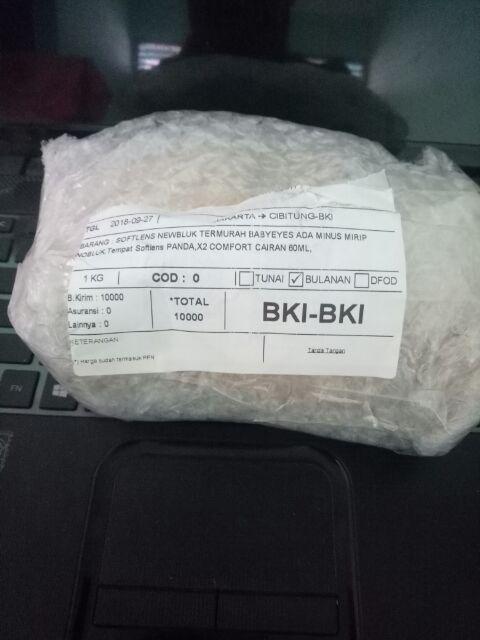 TGL 2018-09-27 JAKARTA → CIBITUNG-BKI
BARANG : SOFTLENS NEWBLUK TERMURAH BABYEYES ADA MINUS MIRIP
NOBLUK,Tempat Softlens PANDA,X2 COMFORT CAIRAN 60ML,
1 KG COD : 0 TUNAI BULANAN DFOD
B.Kirim : 10000
Asuransi : 0
Lainnya : 0
*TOTAL
10000
BKI-BKI
KETERANGAN
*) Harga sudah termasuk PPN
Tanda Tangan
FN